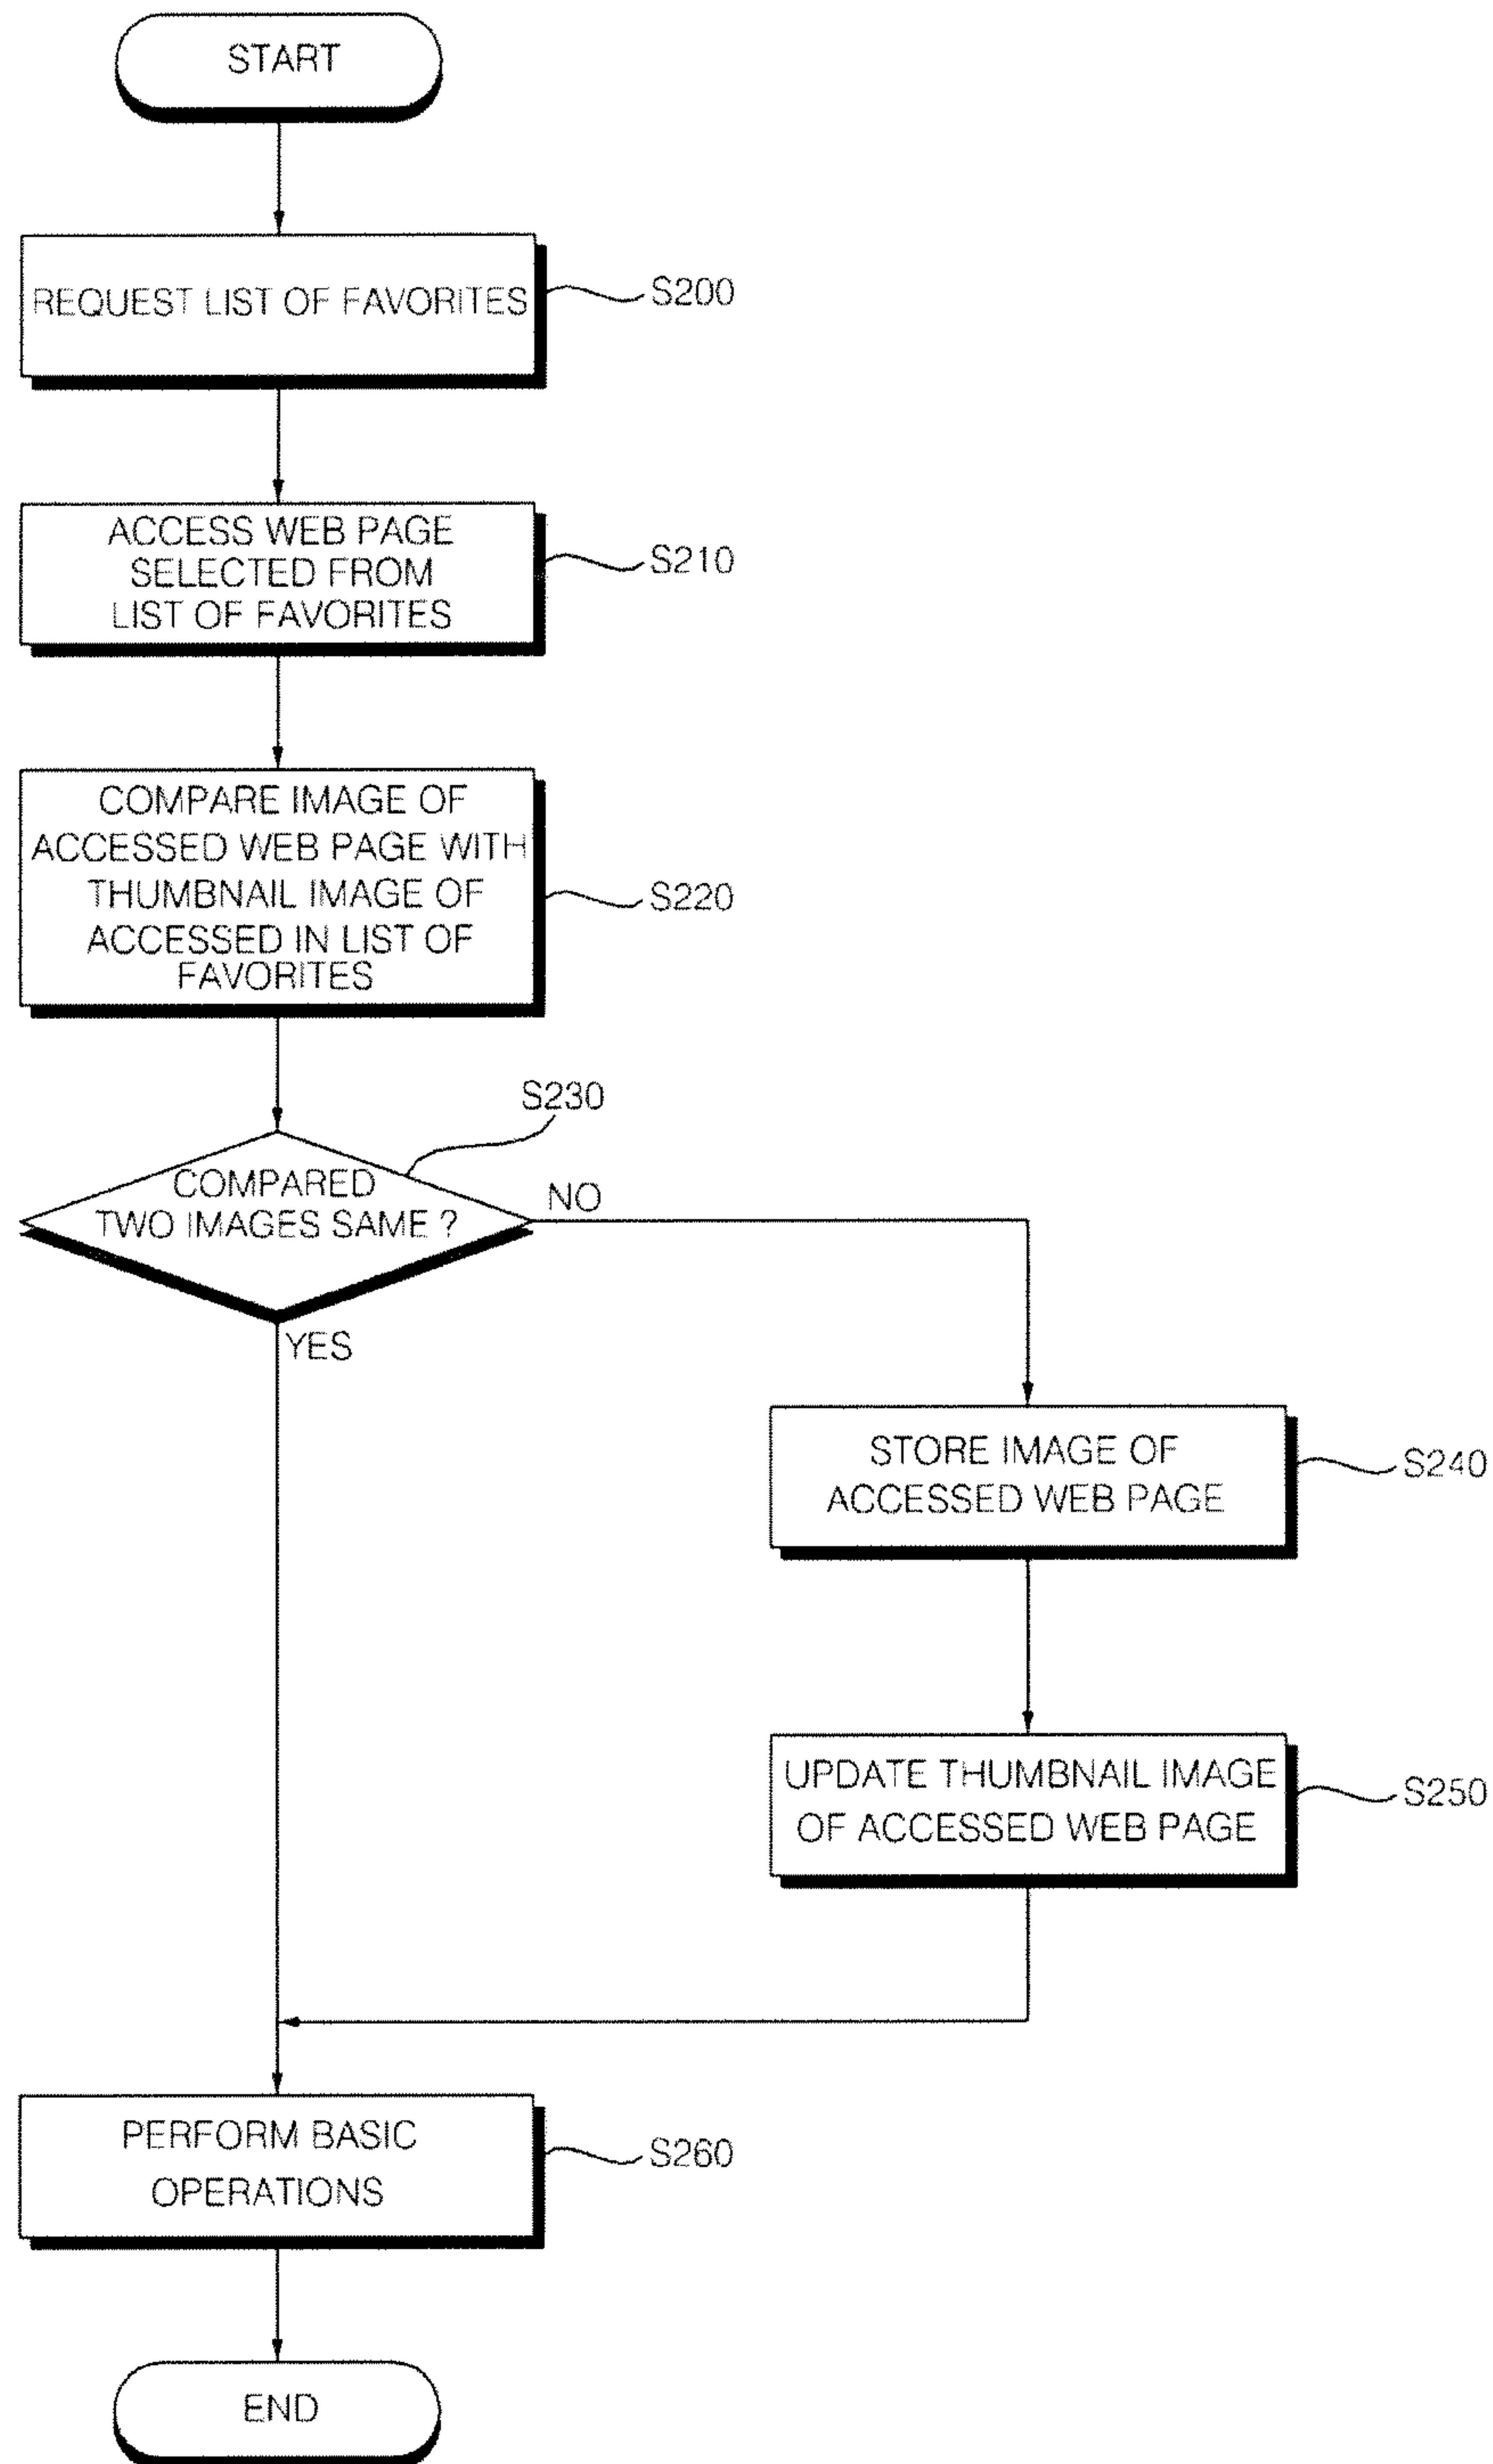 START
REQUEST LIST OF FAVORITES
S200
ACCESS WEB PAGE
SELECTED FROM
LIST OF FAVORITES
S210
COMPARE IMAGE OF
ACCESSED WEB PAGE WITH
THUMBNAIL IMAGE OF
ACCESSED IN LIST OF
FAVORITES
S220
S230
COMPARED
TWO IMAGES SAME ?
NO
YES
STORE IMAGE OF
ACCESSED WEB PAGE
S240
UPDATE THUMBNAIL IMAGE
OF ACCESSED WEB PAGE
S250
PERFORM BASIC
OPERATIONS
S260
END